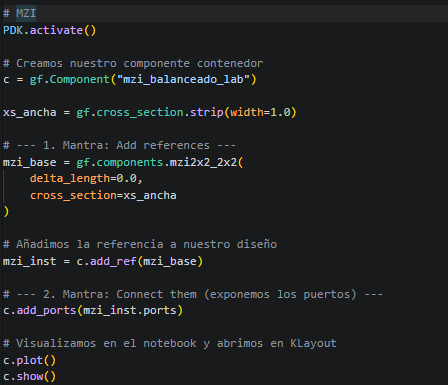 # MZI
PDK.activate()
# Creamos nuestro componente contenedor
c = gf.Component("mzi_balanceado_lab")
xs_ancha = gf.cross_section.strip(width=1.0)
# --- 1. Mantra: Add references ---
mzi_base = gf.components.mzi2x2_2x2(
    delta_length=0.0,
    cross_section=xs_ancha
)
# Añadimos la referencia a nuestro diseño
mzi_inst = c.add_ref(mzi_base)
# --- 2. Mantra: Connect them (exponemos los puertos) ---
c.add_ports(mzi_inst.ports)
# Visualizamos en el notebook y abrimos en KLayout
c.plot()
c.show()